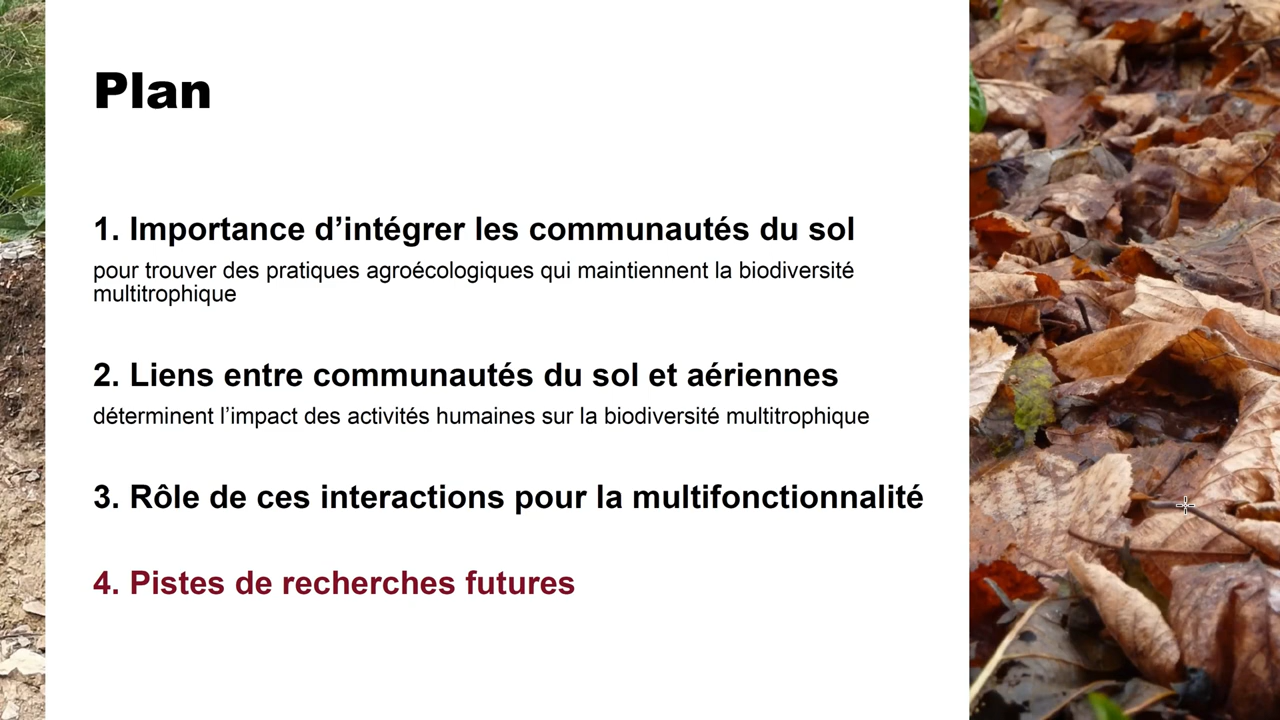 Plan
1. Importance d’intégrer les communautés du sol
pour trouver des pratiques agroécologiques qui maintiennent la biodiversité
multitrophique
2. Liens entre communautés du sol et aériennes
déterminent l’impact des activités humaines sur la biodiversité multitrophique
3. Rôle de ces interactions pour la multifonctionnalité
4. Pistes de recherches futures